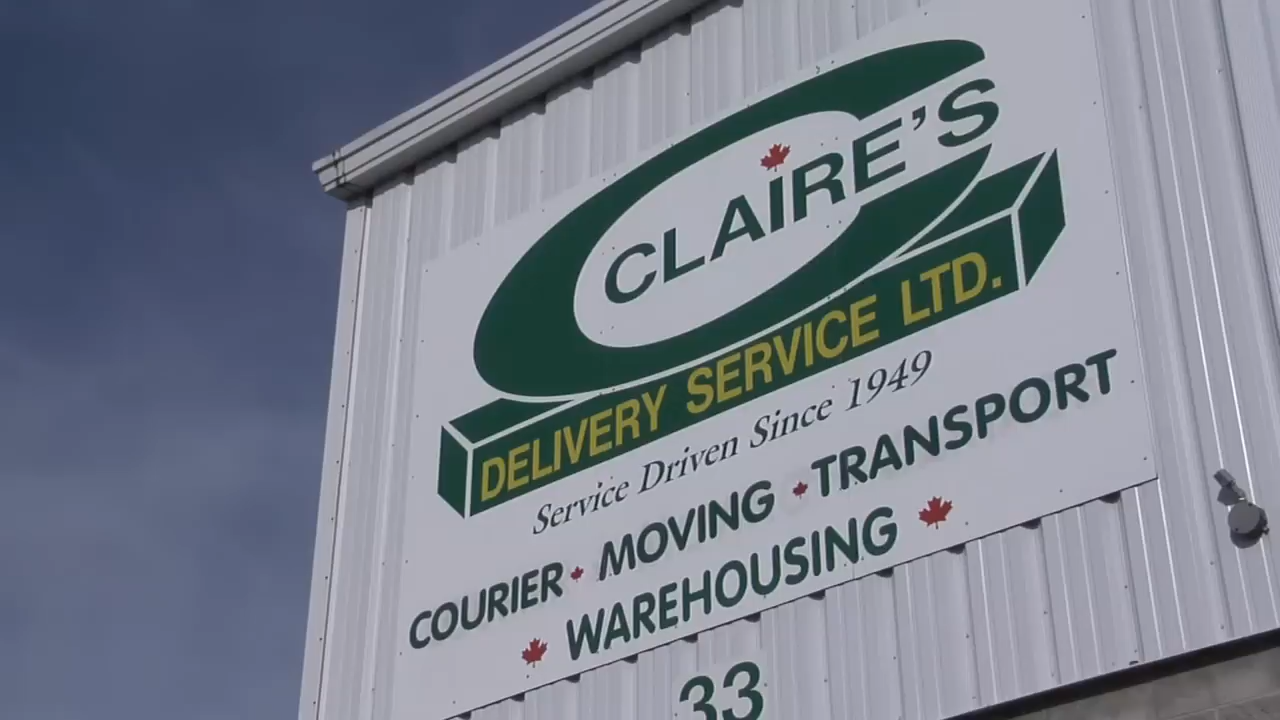 CLAIRE'S
DELIVERY SERVICE LTD.
Service Driven Since 1949
COURIER MOVING TRANSPORT
WAREHOUSING
33